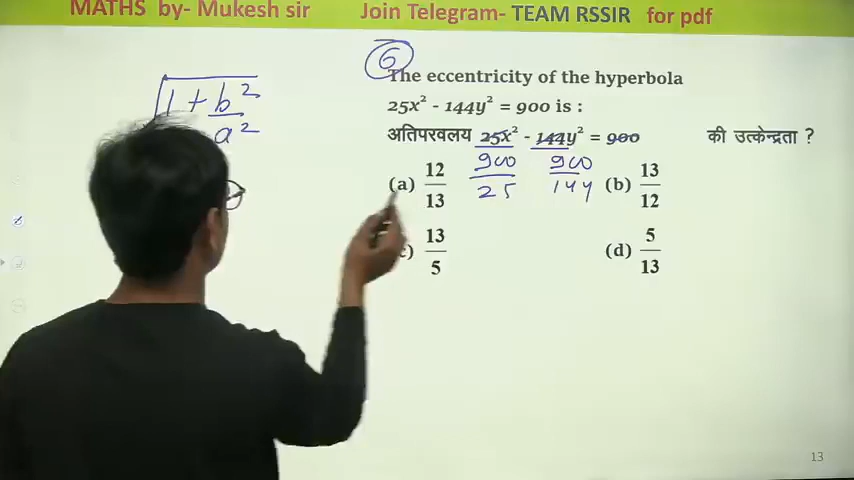 MATHS by- Mukesh sir Join Telegram- TEAM RSSIR for pdf
6
The eccentricity of the hyperbola
25x² - 144y² = 900 is :
अतिपरवलय 25x² - 144y² = 900 की उत्केन्द्रता ?
√1 + b²/a²
900/25 900/144
(a) 12/13 (b) 13/12
13/5 (d) 5/13
13